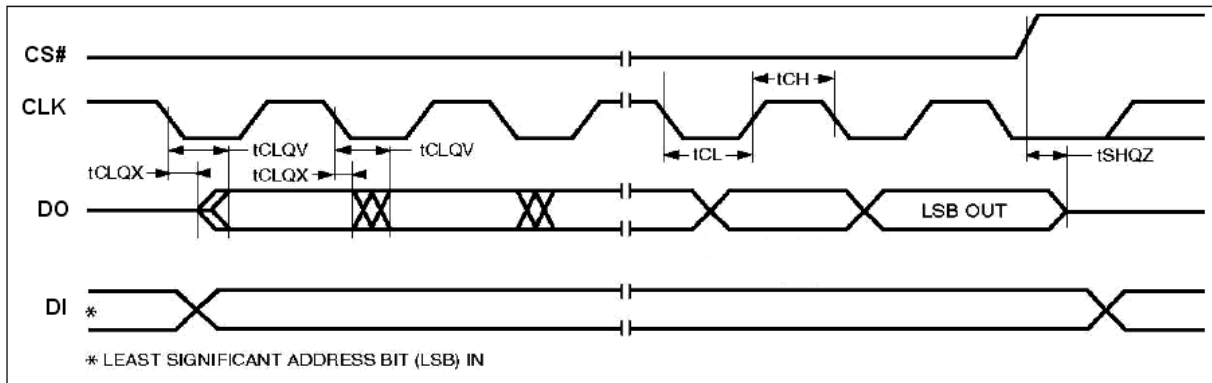 CS#
CLK
tCH
tCLQV
tCLQV
tCL
tSHQZ
tCLQX
tCLQX
DO
LSB OUT
DI
*
* LEAST SIGNIFICANT ADDRESS BIT (LSB) IN